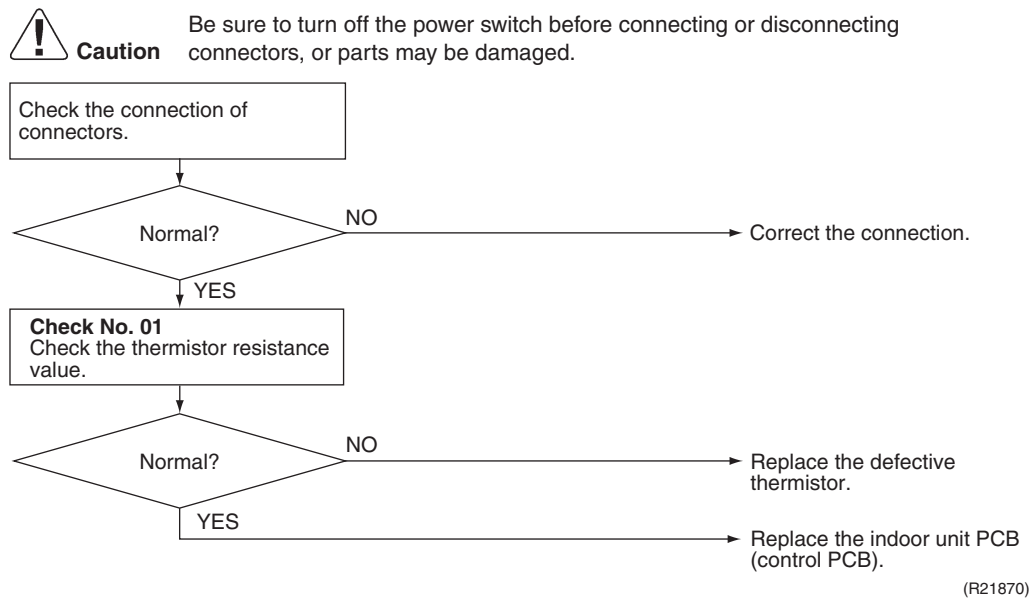 Be sure to turn off the power switch before connecting or disconnecting
Caution connectors, or parts may be damaged.
Check the connection of
connectors.
Normal?
NO
Correct the connection.
YES
Check No. 01
Check the thermistor resistance
value.
Normal?
NO
Replace the defective
thermistor.
YES
Replace the indoor unit PCB
(control PCB).
(R21870)